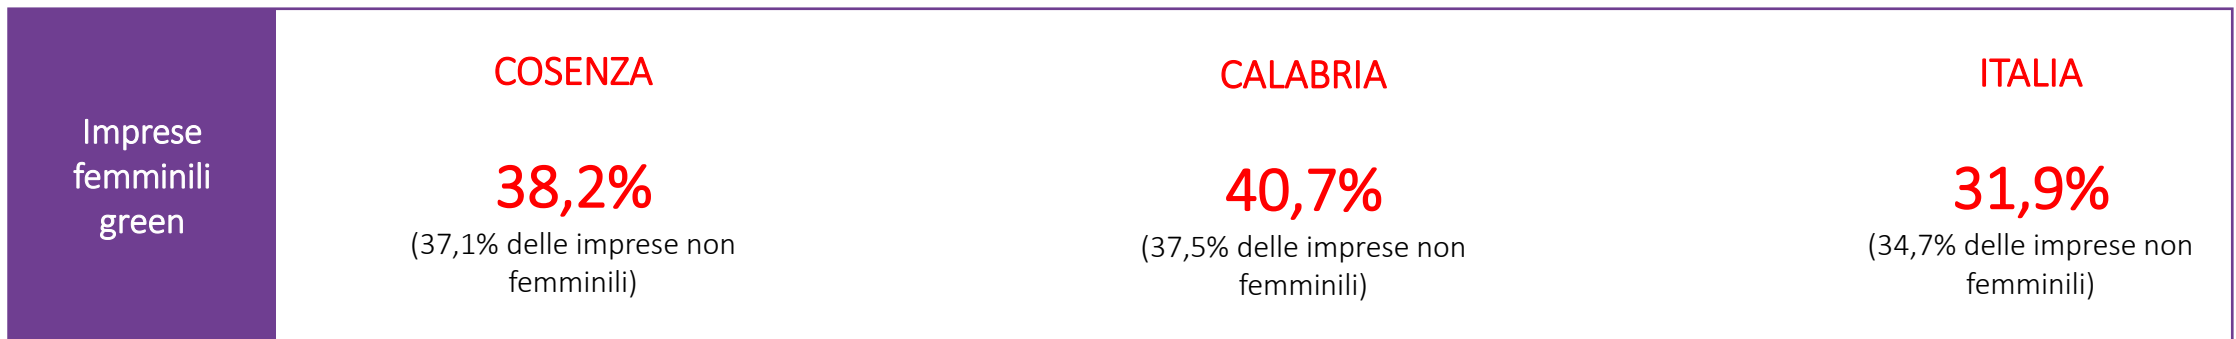 Imprese
femminili
green
COSENZA
38,2%
(37,1% delle imprese non
femminili)
CALABRIA
40,7%
(37,5% delle imprese non
femminili)
ITALIA
31,9%
(34,7% delle imprese non
femminili)